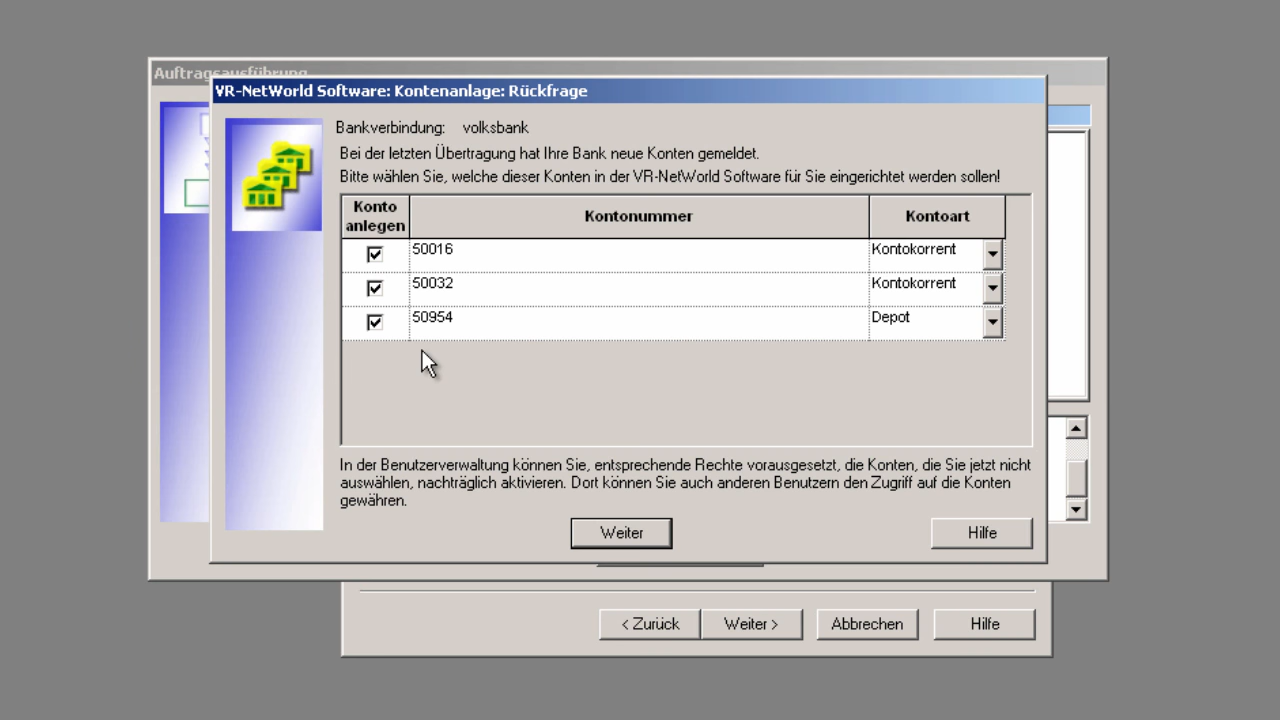 Auftragsausführung
VR-NetWorld Software: Kontenanlage: Rückfrage
Bankverbindung: volksbank
Bei der letzten Übertragung hat Ihre Bank neue Konten gemeldet.
Bitte wählen Sie, welche dieser Konten in der VR-NetWorld Software für Sie eingerichtet werden sollen!
Konto anlegen Kontonummer Kontoart
50016 Kontokorrent
50032 Kontokorrent
50954 Depot
In der Benutzerverwaltung können Sie, entsprechende Rechte vorausgesetzt, die Konten, die Sie jetzt nicht
auswählen, nachträglich aktivieren. Dort können Sie auch anderen Benutzern den Zugriff auf die Konten
gewähren.
Weiter Hilfe
< Zurück Weiter > Abbrechen Hilfe